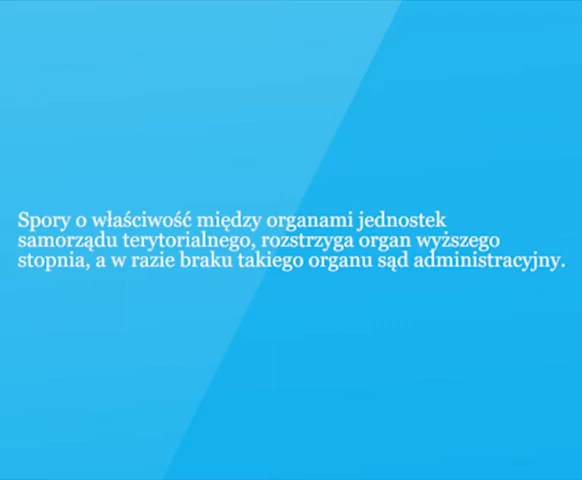 Spory o właściwość między organami jednostek
samorządu terytorialnego, rozstrzyga organ wyższego
stopnia, a w razie braku takiego organu sąd administracyjny.